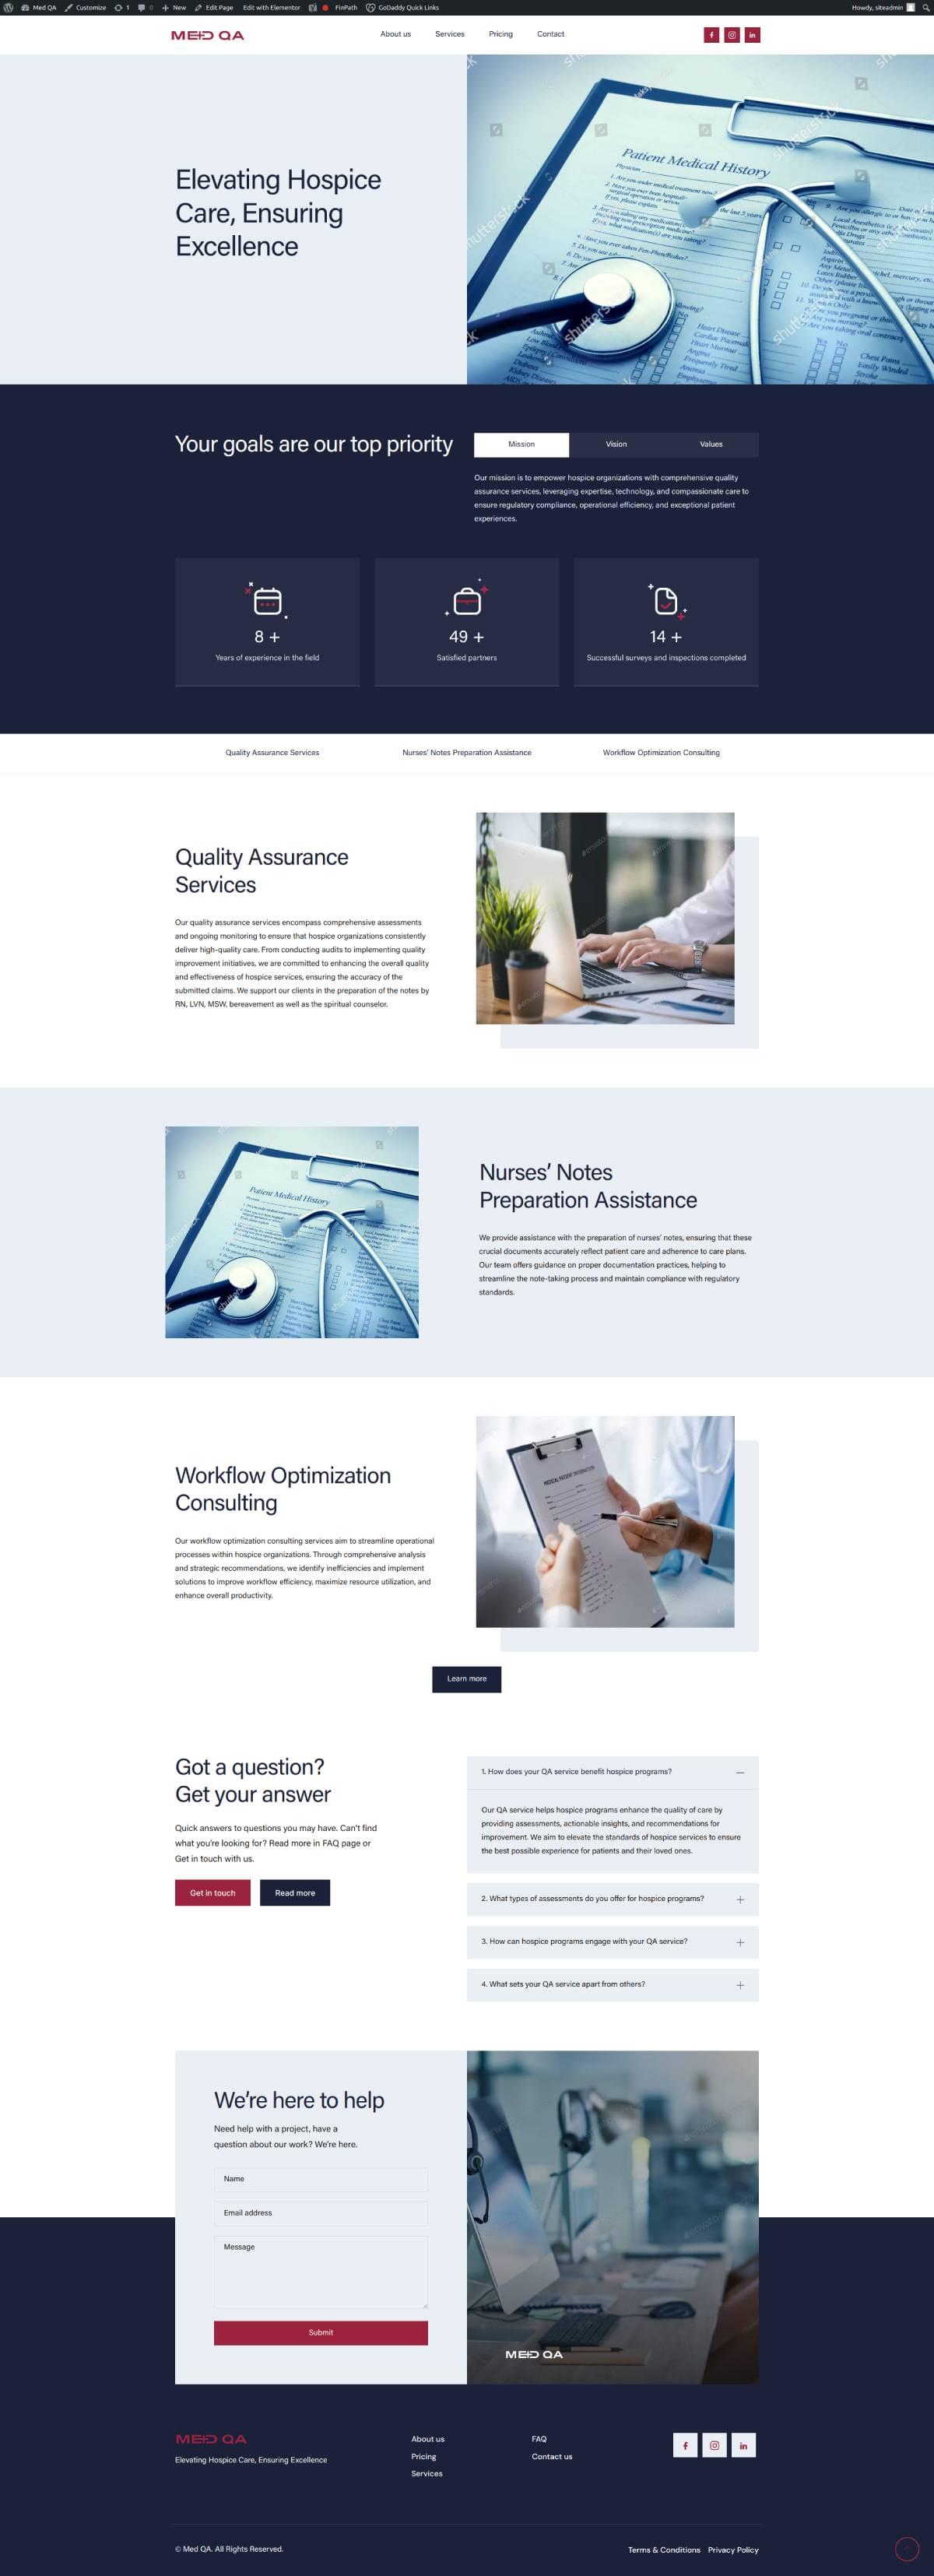 Med QA Customize 1 0 New Edit Page Edit with Elementor FinPath GoDaddy Quick Links Howdy, siteadmin
MED QA About us Services Pricing Contact
Elevating Hospice
Care, Ensuring
Excellence
Patient Medical History
shutterstock
Your goals are our top priority
Mission Vision Values
Our mission is to empower hospice organizations with comprehensive quality
assurance services, leveraging expertise, technology, and compassionate care to
ensure regulatory compliance, operational efficiency, and exceptional patient
experiences.
8 + 49 + 14 +
Years of experience in the field Satisfied partners Successful surveys and inspections completed
Quality Assurance Services Nurses’ Notes Preparation Assistance Workflow Optimization Consulting
Quality Assurance
Services
Our quality assurance services encompass comprehensive assessments
and ongoing monitoring to ensure that hospice organizations consistently
deliver high-quality care. From conducting audits to implementing quality
improvement initiatives, we are committed to enhancing the overall quality
and effectiveness of hospice services, ensuring the accuracy of the
submitted claims. We support our clients in the preparation of the notes by
RN, LVN, MSW, bereavement as well as the spiritual counselor.
Patient Medical History
Nurses’ Notes
Preparation Assistance
We provide assistance with the preparation of nurses’ notes, ensuring that these
crucial documents accurately reflect patient care and adherence to care plans.
Our team offers guidance on proper documentation practices, helping to
streamline the note-taking process and maintain compliance with regulatory
standards.
Workflow Optimization
Consulting
Our workflow optimization consulting services aim to streamline operational
processes within hospice organizations. Through comprehensive analysis
and strategic recommendations, we identify inefficiencies and implement
solutions to improve workflow efficiency, maximize resource utilization, and
enhance overall productivity.
MEDICAL PATIENT INFORMATION
Learn more
Got a question?
Get your answer
Quick answers to questions you may have. Can't find
what you're looking for? Read more in FAQ page or
Get in touch with us.
Get in touch Read more
1. How does your QA service benefit hospice programs?
Our QA service helps hospice programs enhance the quality of care by
providing assessments, actionable insights, and recommendations for
improvement. We aim to elevate the standards of hospice services to ensure
the best possible experience for patients and their loved ones.
2. What types of assessments do you offer for hospice programs?
3. How can hospice programs engage with your QA service?
4. What sets your QA service apart from others?
We’re here to help
Need help with a project, have a
question about our work? We’re here.
Name
Email address
Message
Submit
MED QA
MED QA
Elevating Hospice Care, Ensuring Excellence
About us
Pricing
Services
FAQ
Contact us
© Med QA. All Rights Reserved. Terms & Conditions Privacy Policy